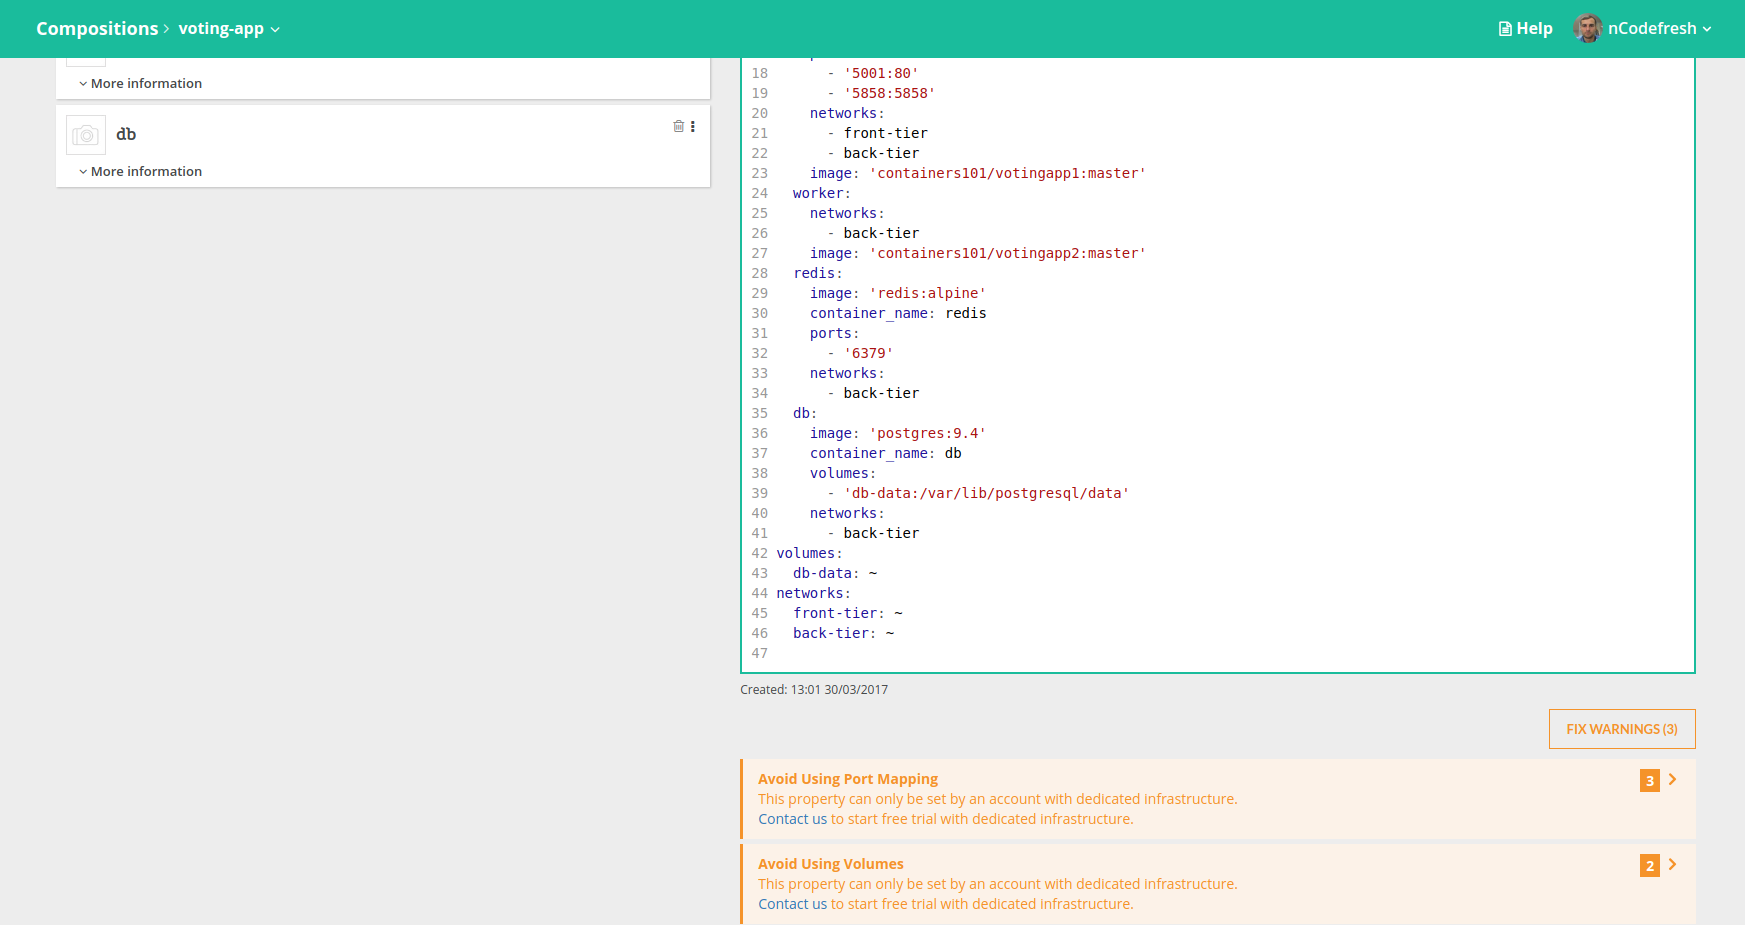 Compositions > voting-app
Help
nCodefresh
More information
db
More information
18 - '5001:80'
19 - '5858:5858'
20 networks:
21 - front-tier
22 - back-tier
23 image: 'containers101/votingapp1:master'
24 worker:
25 networks:
26 - back-tier
27 image: 'containers101/votingapp2:master'
28 redis:
29 image: 'redis:alpine'
30 container_name: redis
31 ports:
32 - '6379'
33 networks:
34 - back-tier
35 db:
36 image: 'postgres:9.4'
37 container_name: db
38 volumes:
39 - 'db-data:/var/lib/postgresql/data'
40 networks:
41 - back-tier
42 volumes:
43 db-data: ~
44 networks:
45 front-tier: ~
46 back-tier: ~
47
Created: 13:01 30/03/2017
FIX WARNINGS (3)
Avoid Using Port Mapping
3
This property can only be set by an account with dedicated infrastructure.
Contact us to start free trial with dedicated infrastructure.
Avoid Using Volumes
2
This property can only be set by an account with dedicated infrastructure.
Contact us to start free trial with dedicated infrastructure.